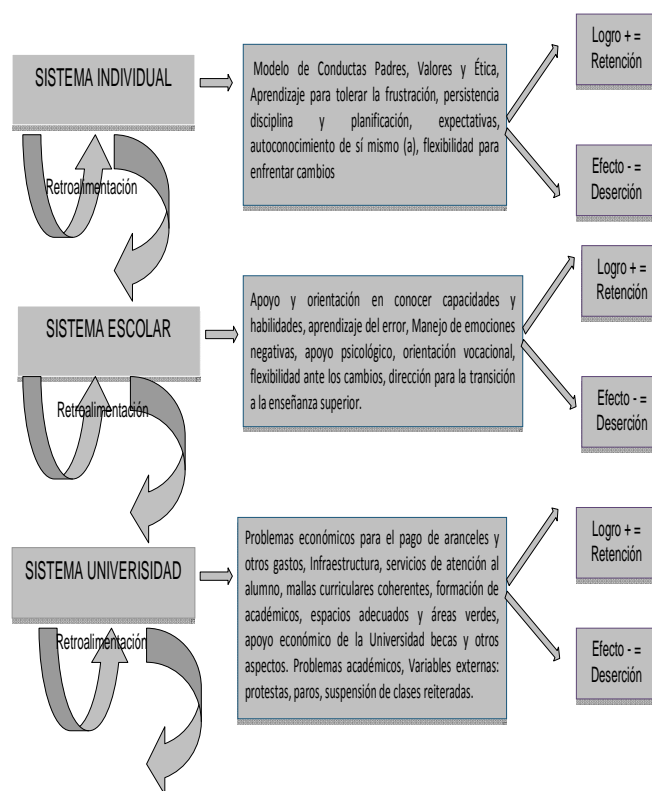 SISTEMA INDIVIDUAL
Retroalimentación
Modelo de Conductas Padres, Valores y Ética,
Aprendizaje para tolerar la frustración, persistencia
disciplina y planificación, expectativas,
autoconocimiento de sí mismo (a), flexibilidad para
enfrentar cambios
Logro + =
Retención
Efecto - =
Deserción
SISTEMA ESCOLAR
Retroalimentación
Apoyo y orientación en conocer capacidades y
habilidades, aprendizaje del error, Manejo de emociones
negativas, apoyo psicológico, orientación vocacional,
flexibilidad ante los cambios, dirección para la transición
a la enseñanza superior.
Logro + =
Retención
Efecto - =
Deserción
SISTEMA UNIVERISIDAD
Retroalimentación
Problemas económicos para el pago de aranceles y
otros gastos, Infraestructura, servicios de atención al
alumno, mallas curriculares coherentes, formación de
académicos, espacios adecuados y áreas verdes,
apoyo económico de la Universidad becas y otros
aspectos. Problemas académicos, Variables externas:
protestas, paros, suspensión de clases reiteradas.
Logro + =
Retención
Efecto - =
Deserción